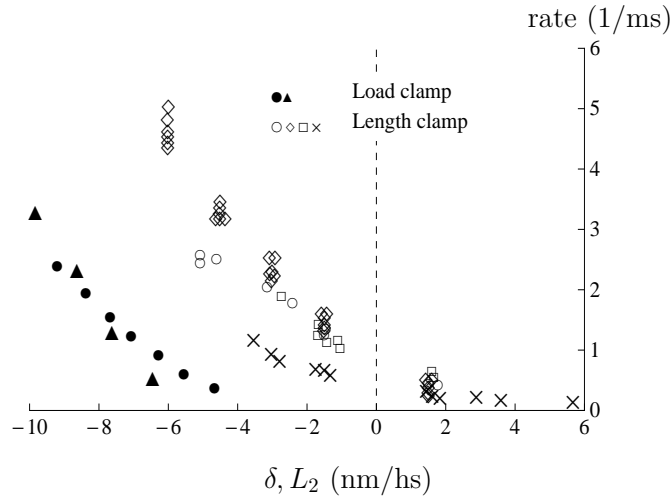 rate (1/ms)
6
Load clamp
5
Length clamp
4
3
2
1
0
−10 −8 −6 −4 −2 0 2 4 6
δ, L₂ (nm/hs)